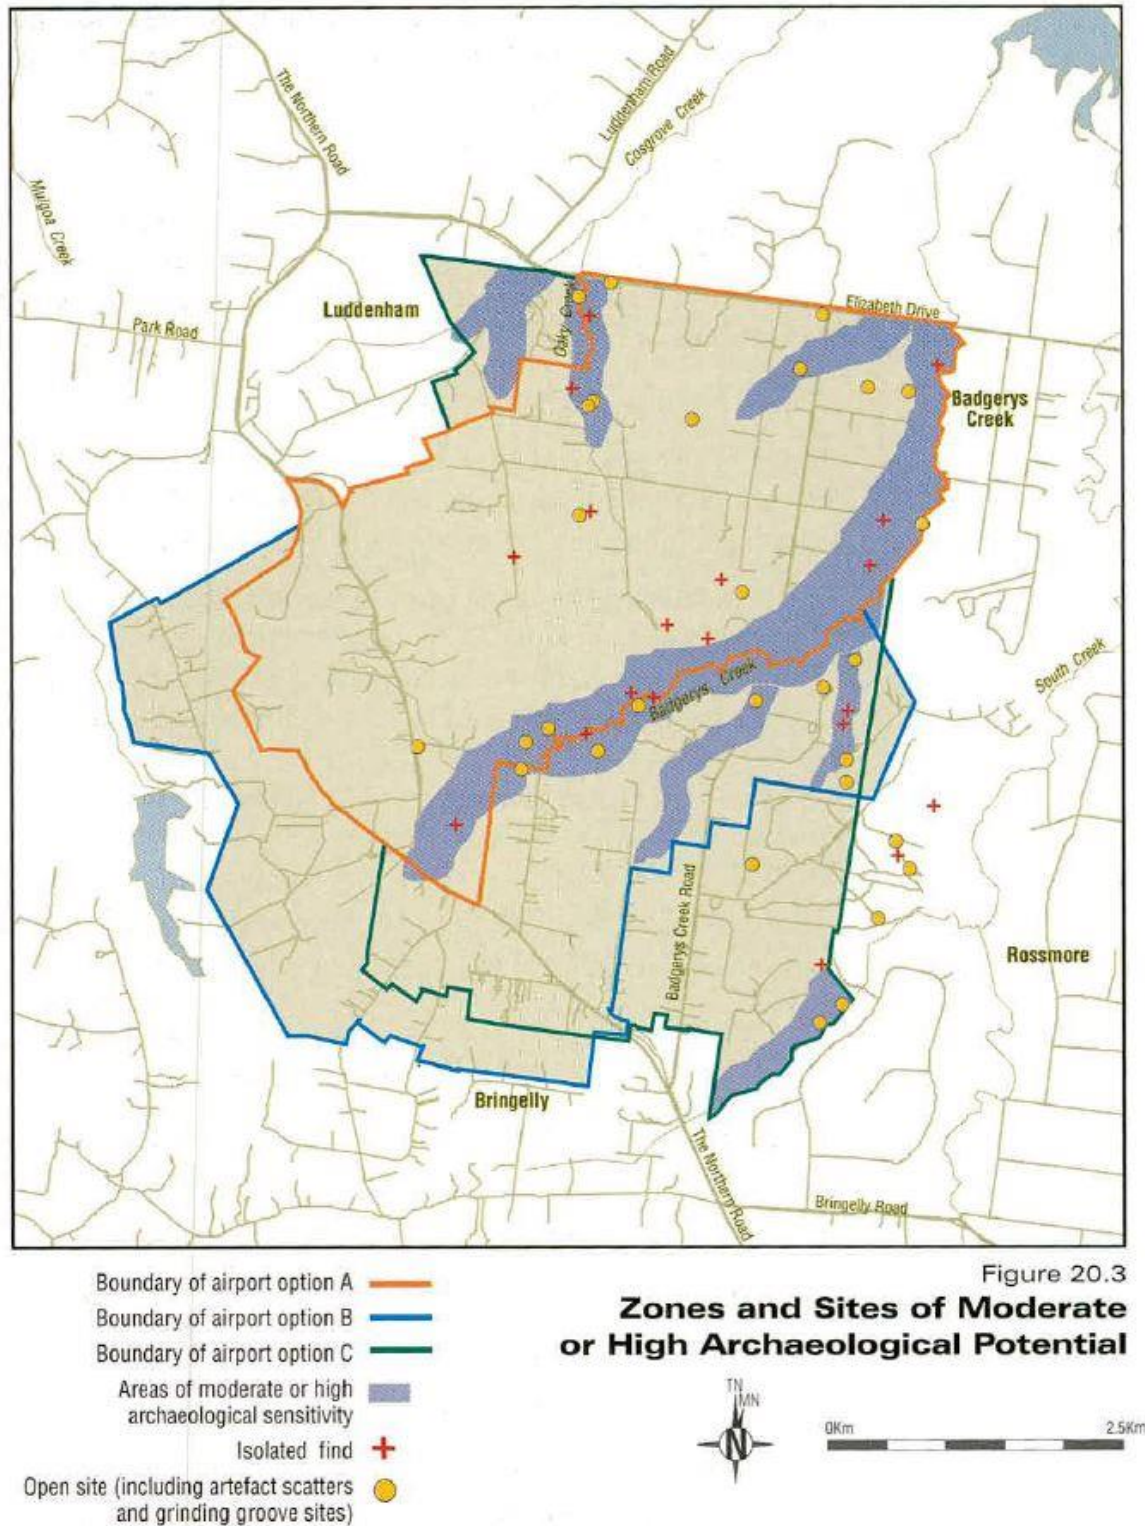 The Northern Road
Luddenham Road
Cosgrove Creek
Mulgoa Creek
Luddenham
Park Road
Oaky Creek
Elizabeth Drive
Badgerys
Creek
South Creek
Badgerys Creek
Badgerys Creek Road
Rossmore
Bringelly
The Northern Road
Bringelly Road
Figure 20.3
Zones and Sites of Moderate
or High Archaeological Potential
Boundary of airport option A
Boundary of airport option B
Boundary of airport option C
Areas of moderate or high
archaeological sensitivity
Isolated find
Open site (including artefact scatters
and grinding groove sites)
TN
MN
N
0Km
2.5Km